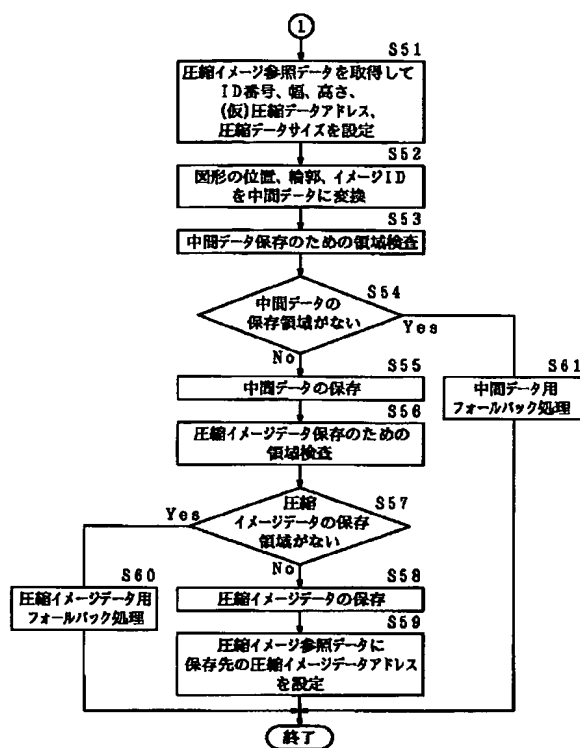 1
S51
圧縮イメージ参照データを取得して
ID番号、幅、高さ、
(仮)圧縮データアドレス、
圧縮データサイズを設定
S52
図形の位置、輪郭、イメージID
を中間データに変換
S53
中間データ保存のための領域検査
S54
中間データの
保存領域がない
Yes
No
S55
中間データの保存
S61
中間データ用
フォールバック処理
S56
圧縮イメージデータ保存のための
領域検査
S57
圧縮
イメージデータの保存
領域がない
Yes
No
S60
圧縮イメージデータ用
フォールバック処理
S58
圧縮イメージデータの保存
S59
圧縮イメージ参照データに
保存先の圧縮イメージデータアドレス
を設定
終了